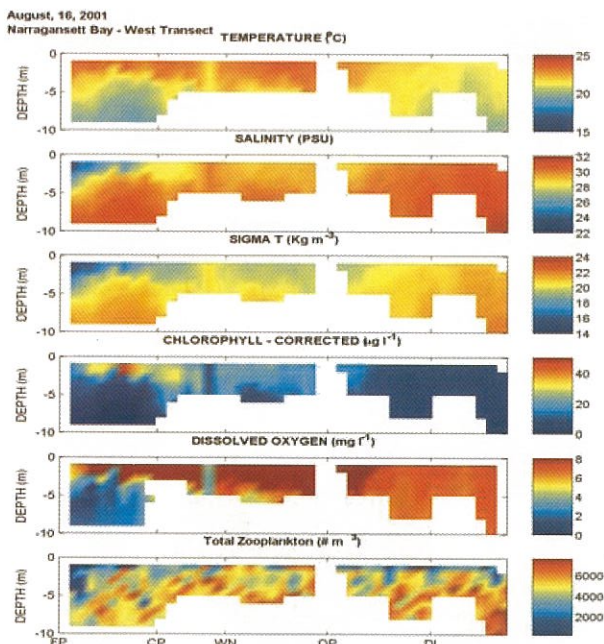 August, 16, 2001
Narragansett Bay - West Transect
TEMPERATURE (°C)
0
-5
-10
DEPTH (m)
25
20
15
SALINITY (PSU)
0
-5
-10
DEPTH (m)
32
30
28
26
24
22
SIGMA T (Kg m-3)
0
-5
-10
DEPTH (m)
24
22
20
18
16
14
CHLOROPHYLL - CORRECTED (µg l-1)
0
-5
-10
DEPTH (m)
40
20
0
DISSOLVED OXYGEN (mg l-1)
0
-5
-10
DEPTH (m)
8
6
4
2
0
Total Zooplankton (# m-3)
0
-5
-10
DEPTH (m)
6000
4000
2000
WN